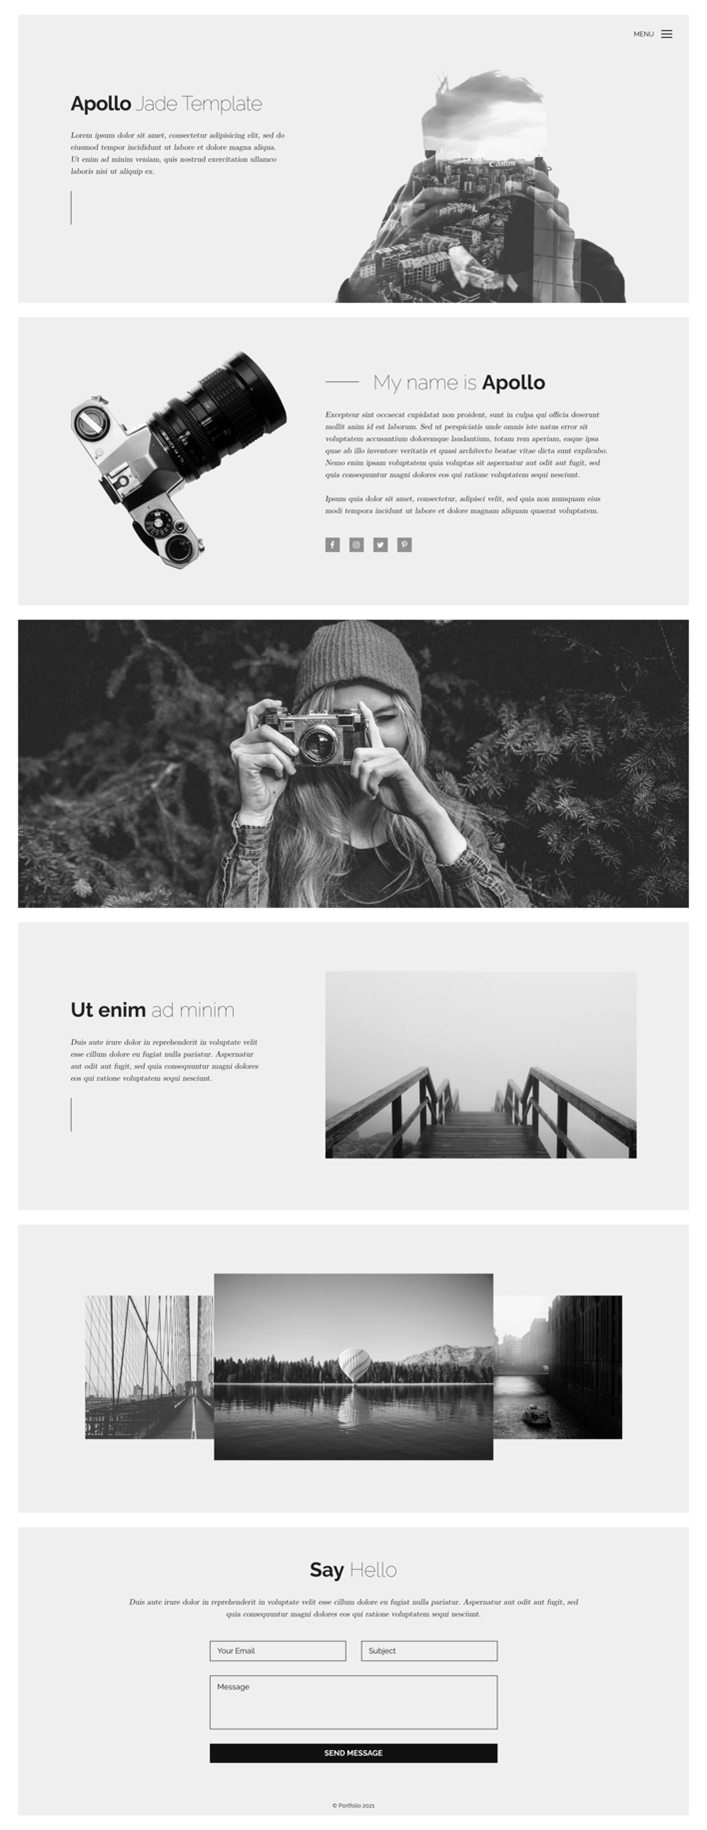 MENU
Apollo Jade Template
Lorem ipsum dolor sit amet, consectetur adipisicing elit, sed do
eiusmod tempor incididunt ut labore et dolore magna aliqua.
Ut enim ad minim veniam, quis nostrud exercitation ullamco
laboris nisi ut aliquip ex.
Canon
My name is Apollo
Excepteur sint occaecat cupidatat non proident, sunt in culpa qui officia deserunt
mollit anim id est laborum. Sed ut perspiciatis unde omnis iste natus error sit
voluptatem accusantium doloremque laudantium, totam rem aperiam, eaque ipsa
quae ab illo inventore veritatis et quasi architecto beatae vitae dicta sunt explicabo.
Nemo enim ipsam voluptatem quia voluptas sit aspernatur aut odit aut fugit, sed
quia consequuntur magni dolores eos qui ratione voluptatem sequi nesciunt.
Ipsum quia dolor sit amet, consectetur, adipisci velit, sed quia non numquam eius
modi tempora incidunt ut labore et dolore magnam aliquam quaerat voluptatem.
Ut enim ad minim
Duis aute irure dolor in reprehenderit in voluptate velit
esse cillum dolore eu fugiat nulla pariatur. Aspernatur
aut odit aut fugit, sed quia consequuntur magni dolores
eos qui ratione voluptatem sequi nesciunt.
Say Hello
Duis aute irure dolor in reprehenderit in voluptate velit esse cillum dolore eu fugiat nulla pariatur. Aspernatur aut odit aut fugit, sed
quia consequuntur magni dolores eos qui ratione voluptatem sequi nesciunt.
Your Email
Subject
Message
SEND MESSAGE
© Portfolio 2021